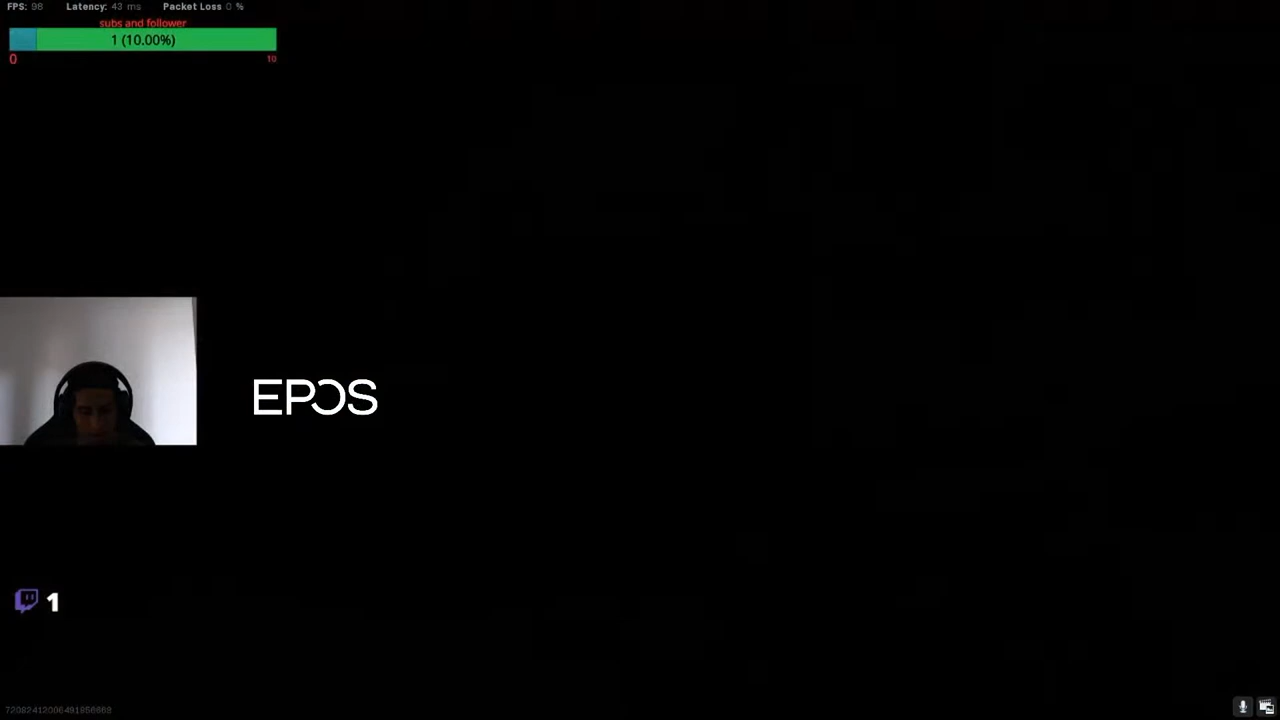 FPS: 98 Latency: 43 ms Packet Loss 0 %
subs and follower
1 (10.00%)
0 10
EPOS
1